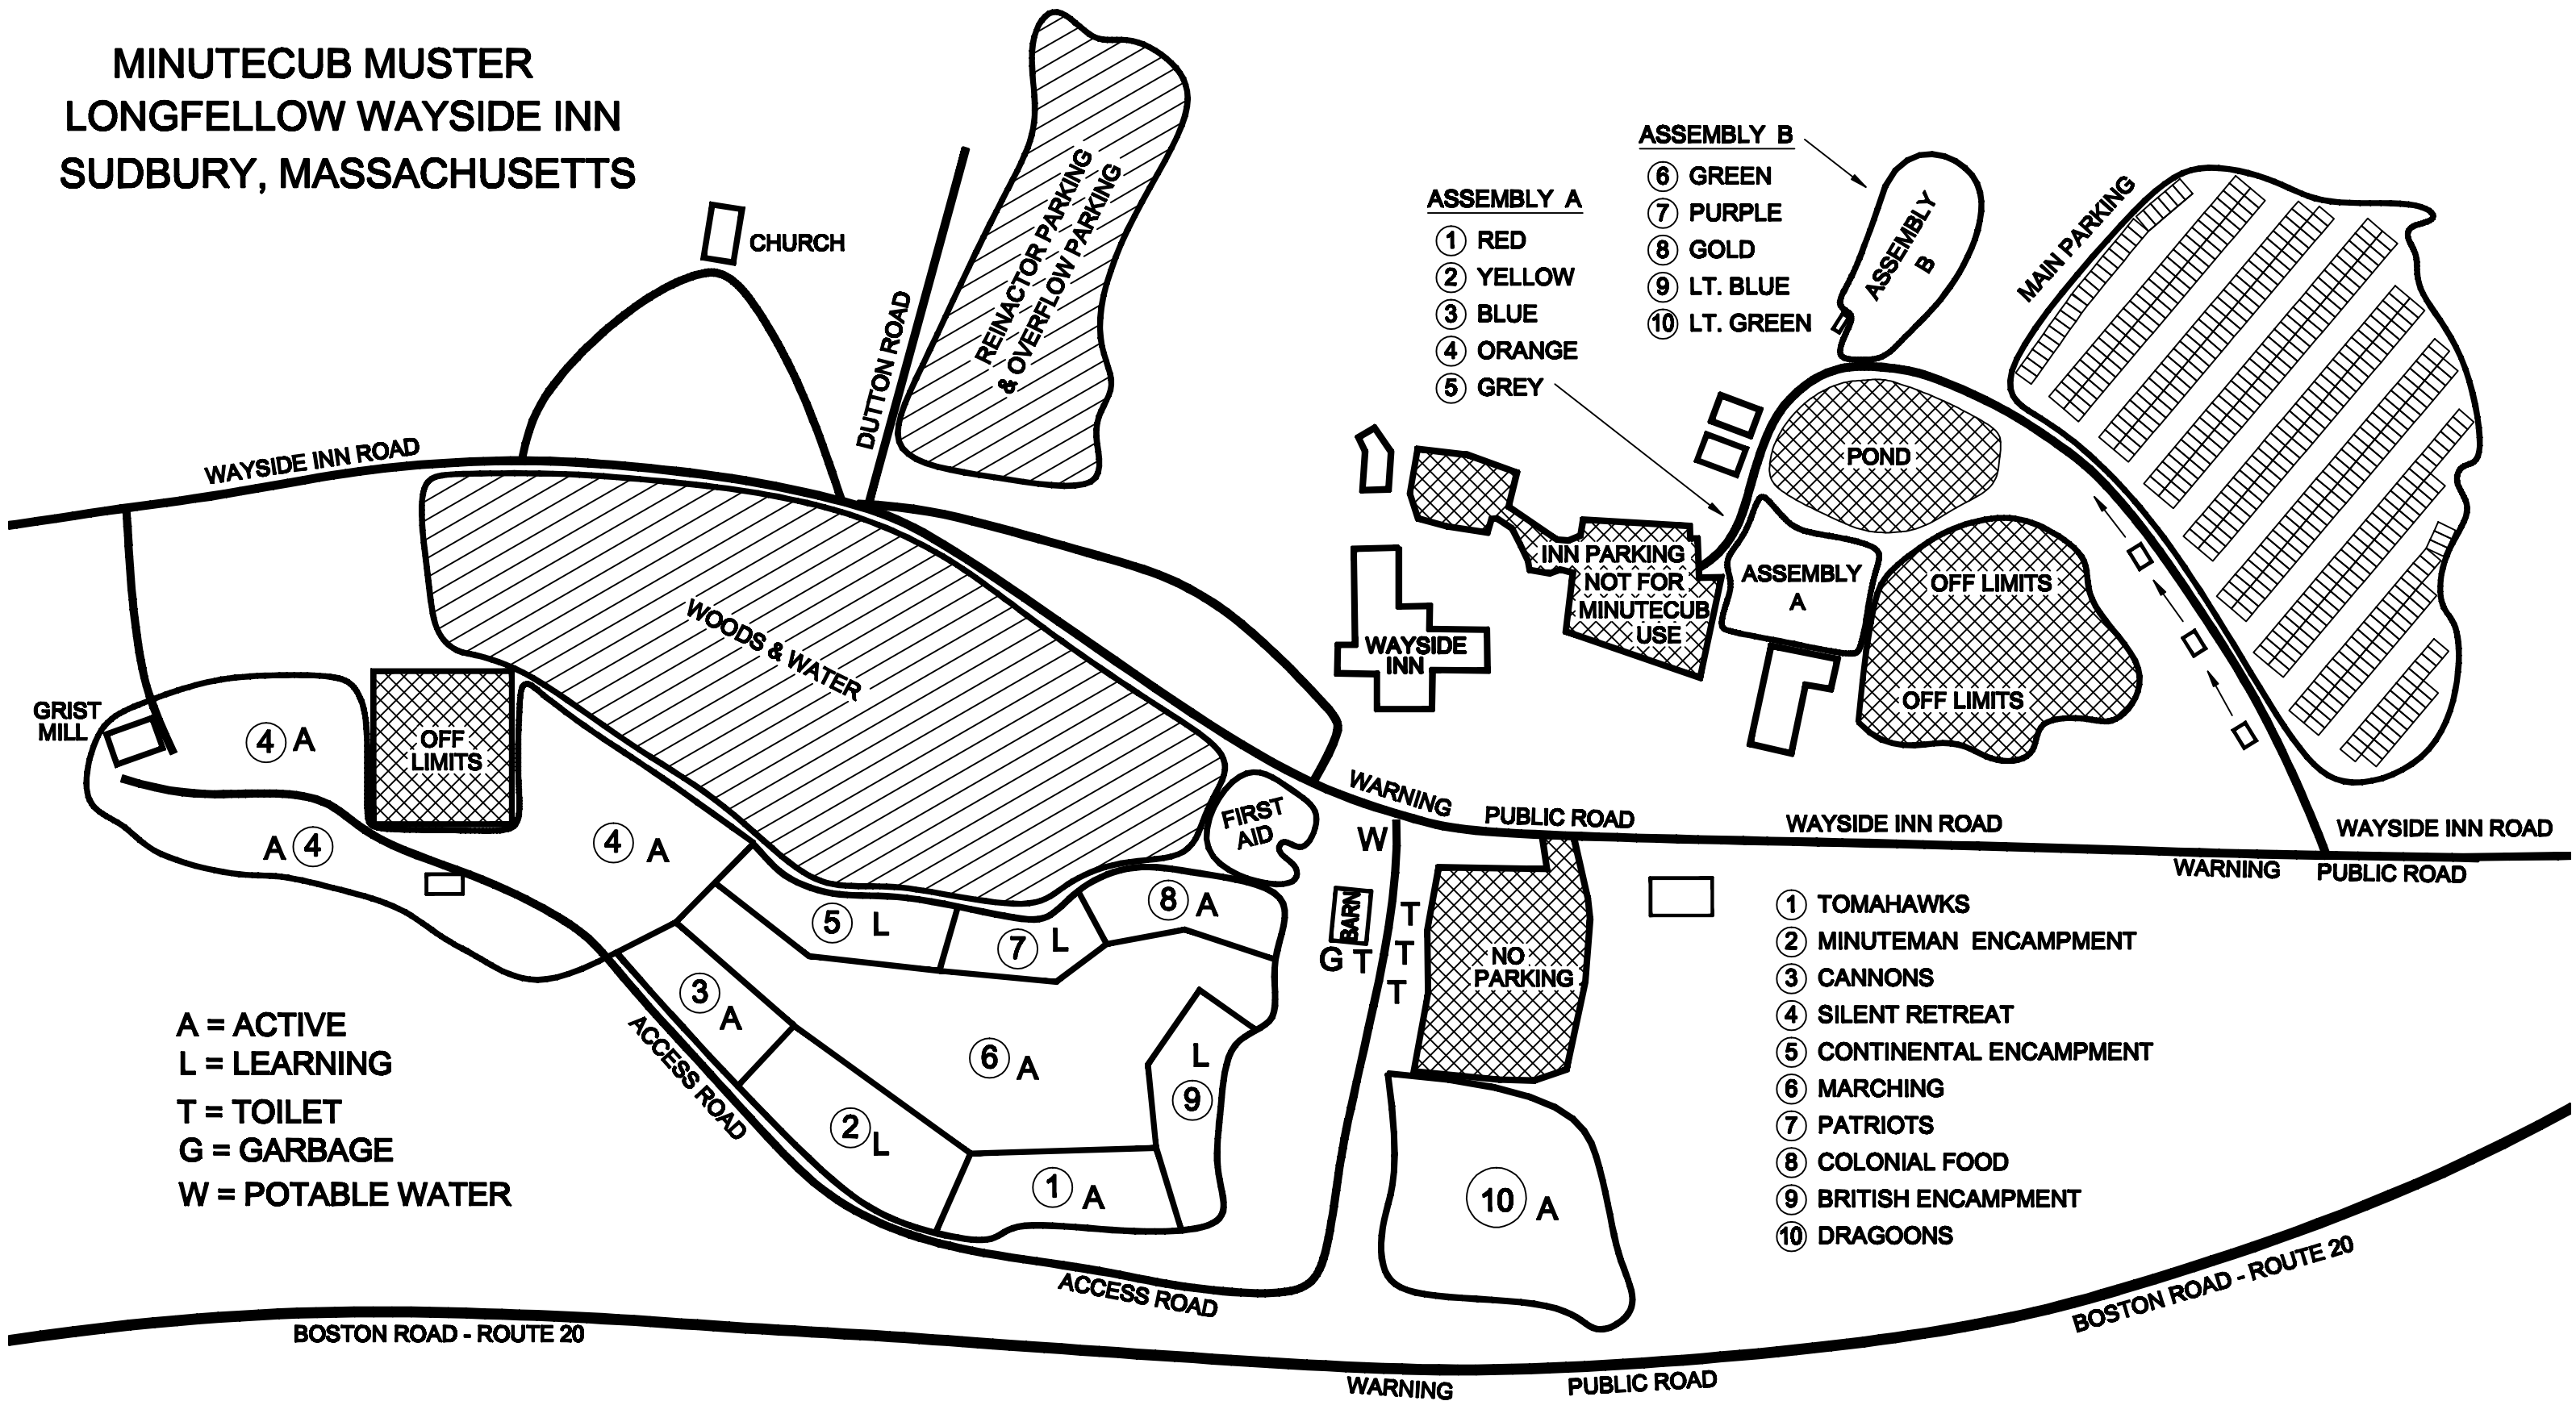 MINUTECUB MUSTER
LONGFELLOW WAYSIDE INN
SUDBURY, MASSACHUSETTS
CHURCH
DUTTON ROAD
REINACTOR PARKING
& OVERFLOW PARKING
WAYSIDE INN ROAD
ASSEMBLY A
1 RED
2 YELLOW
3 BLUE
4 ORANGE
5 GREY
ASSEMBLY B
6 GREEN
7 PURPLE
8 GOLD
9 LT. BLUE
10 LT. GREEN
ASSEMBLY
B
MAIN PARKING
POND
INN PARKING
NOT FOR
MINUTECUB
USE
ASSEMBLY
A
OFF LIMITS
OFF LIMITS
WAYSIDE
INN
WOODS & WATER
GRIST
MILL
4 A
OFF
LIMITS
A 4
4 A
FIRST
AID
WARNING
PUBLIC ROAD
WAYSIDE INN ROAD
WAYSIDE INN ROAD
WARNING
PUBLIC ROAD
W
BARN
G T
T
T
T
NO
PARKING
5 L
7 L
8 A
3 A
6 A
L
9
2 L
1 A
10 A
ACCESS ROAD
ACCESS ROAD
A = ACTIVE
L = LEARNING
T = TOILET
G = GARBAGE
W = POTABLE WATER
1 TOMAHAWKS
2 MINUTEMAN ENCAMPMENT
3 CANNONS
4 SILENT RETREAT
5 CONTINENTAL ENCAMPMENT
6 MARCHING
7 PATRIOTS
8 COLONIAL FOOD
9 BRITISH ENCAMPMENT
10 DRAGOONS
BOSTON ROAD - ROUTE 20
BOSTON ROAD - ROUTE 20
WARNING
PUBLIC ROAD